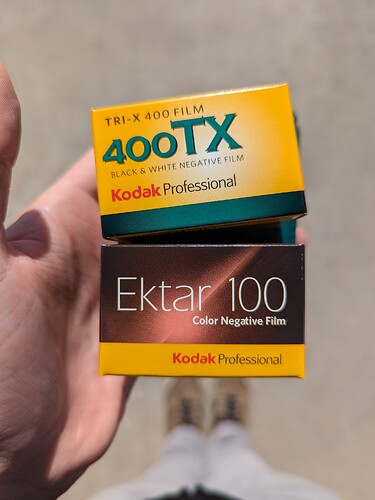 TRI-X 400 FILM
400TX
BLACK & WHITE NEGATIVE FILM
Kodak Professional
Ektar 100
Color Negative Film
Kodak Professional